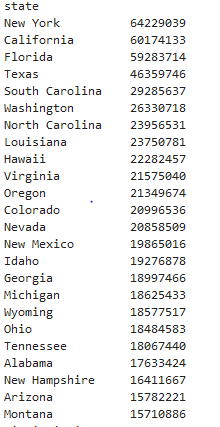 state
New York 64229039
California 60174133
Florida 59283714
Texas 46359746
South Carolina 29285637
Washington 26330718
North Carolina 23956531
Louisiana 23750781
Hawaii 22282457
Virginia 21575040
Oregon 21349674
Colorado 20996536
Nevada 20858509
New Mexico 19865016
Idaho 19276878
Georgia 18997466
Michigan 18625433
Wyoming 18577517
Ohio 18484583
Tennessee 18067440
Alabama 17633424
New Hampshire 16411667
Arizona 15782221
Montana 15710886